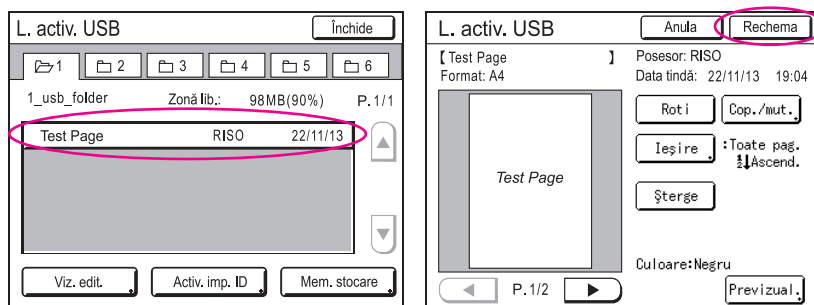 L. activ. USB
Închide
1 2 3 4 5 6
1_usb_folder Zonă lib.: 98MB(90%) P.1/1
Test Page RISO 22/11/13
Viz. edit. Activ. imp. ID Mem. stocare
L. activ. USB
Anula Rechema
【Test Page 】
Posesor: RISO
Format: A4
Data tindă: 22/11/13 19:04
Roti Cop./mut.
Ieşire :Toate pag.
Ascend.
Test Page
Şterge
Culoare:Negru
P.1/2
Previzual.